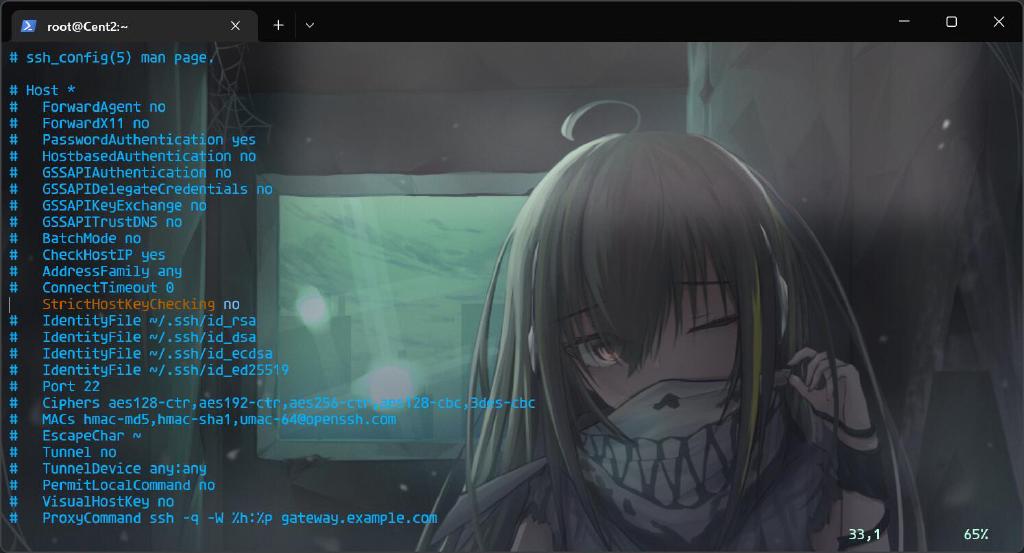 root@Cent2:~
# ssh_config(5) man page.
# Host *
#   ForwardAgent no
#   ForwardX11 no
#   PasswordAuthentication yes
#   HostbasedAuthentication no
#   GSSAPIAuthentication no
#   GSSAPIDelegateCredentials no
#   GSSAPIKeyExchange no
#   GSSAPITrustDNS no
#   BatchMode no
#   CheckHostIP yes
#   AddressFamily any
#   ConnectTimeout 0
    StrictHostKeyChecking no
#   IdentityFile ~/.ssh/id_rsa
#   IdentityFile ~/.ssh/id_dsa
#   IdentityFile ~/.ssh/id_ecdsa
#   IdentityFile ~/.ssh/id_ed25519
#   Port 22
#   Ciphers aes128-ctr,aes192-ctr,aes256-ctr,aes128-cbc,3des-cbc
#   MACs hmac-md5,hmac-sha1,umac-64@openssh.com
#   EscapeChar ~
#   Tunnel no
#   TunnelDevice any:any
#   PermitLocalCommand no
#   VisualHostKey no
#   ProxyCommand ssh -q -W %h:%p gateway.example.com
33,1 65%